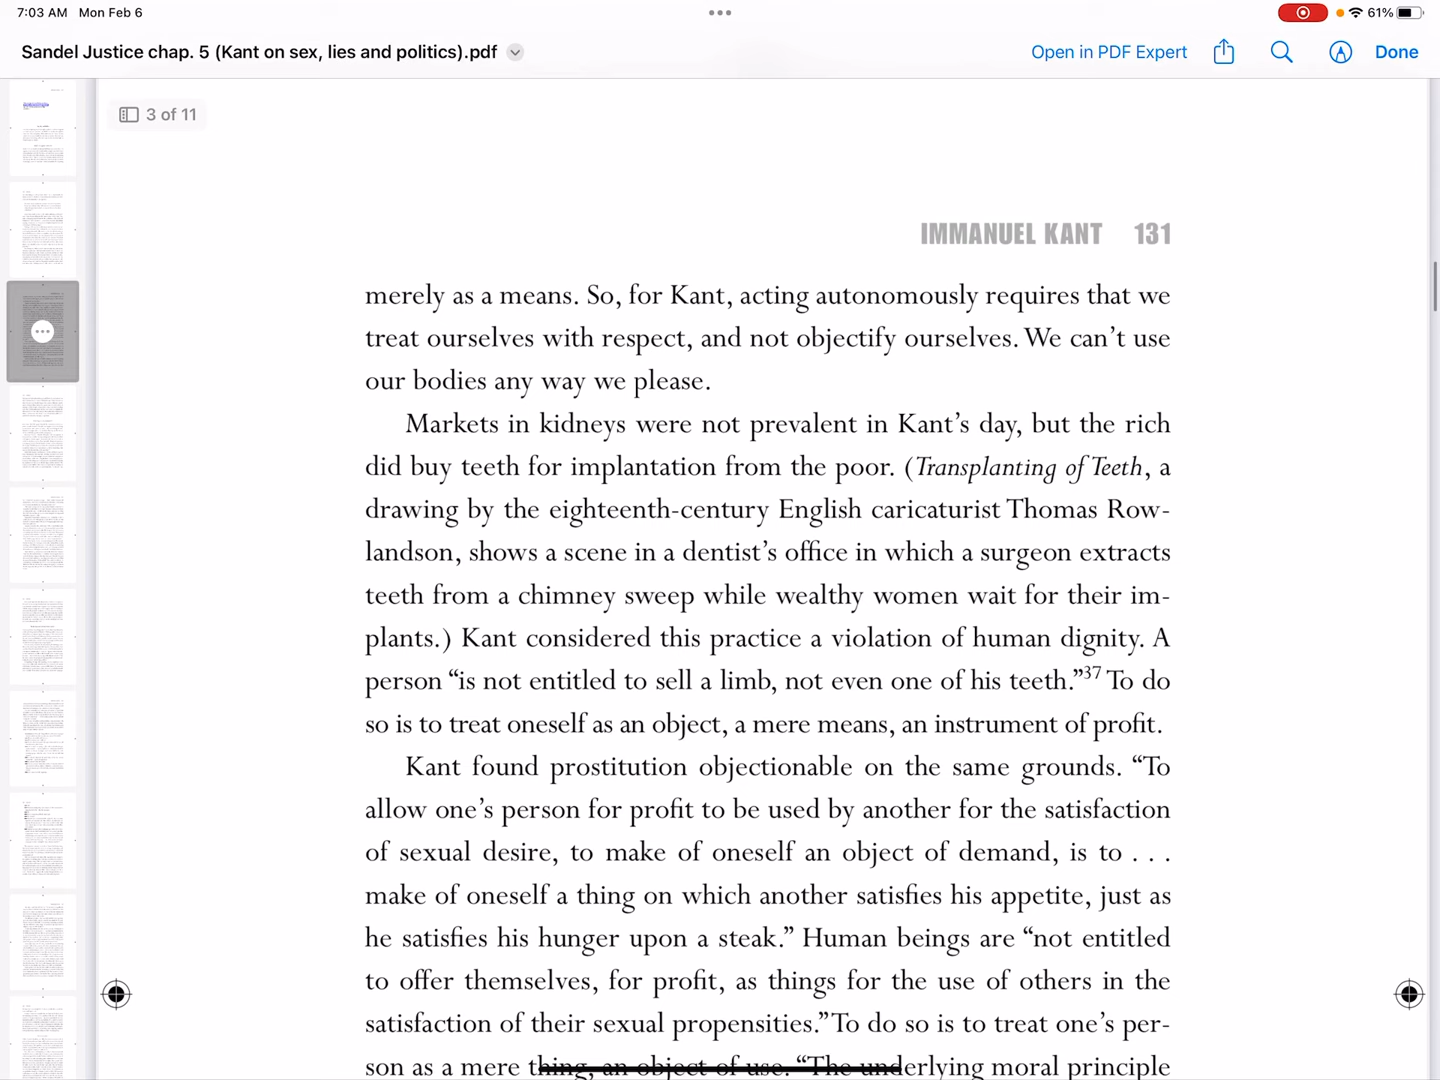 7:03 AM Mon Feb 6
61%
Sandel Justice chap. 5 (Kant on sex, lies and politics).pdf
Open in PDF Expert
Done
3 of 11
IMMANUEL KANT 131
merely as a means. So, for Kant, acting autonomously requires that we
treat ourselves with respect, and not objectify ourselves. We can’t use
our bodies any way we please.
Markets in kidneys were not prevalent in Kant’s day, but the rich
did buy teeth for implantation from the poor. (Transplanting of Teeth, a
drawing by the eighteenth-century English caricaturist Thomas Row-
landson, shows a scene in a dentist’s office in which a surgeon extracts
teeth from a chimney sweep while wealthy women wait for their im-
plants.) Kant considered this practice a violation of human dignity. A
person “is not entitled to sell a limb, not even one of his teeth.”37 To do
so is to treat oneself as an object, a mere means, an instrument of profit.
Kant found prostitution objectionable on the same grounds. “To
allow one’s person for profit to be used by another for the satisfaction
of sexual desire, to make of oneself an object of demand, is to . . .
make of oneself a thing on which another satisfies his appetite, just as
he satisfies his hunger upon a steak.” Human beings are “not entitled
to offer themselves, for profit, as things for the use of others in the
satisfaction of their sexual propensities.” To do so is to treat one’s per-
son as a mere thing, an object of use. “The underlying moral principle